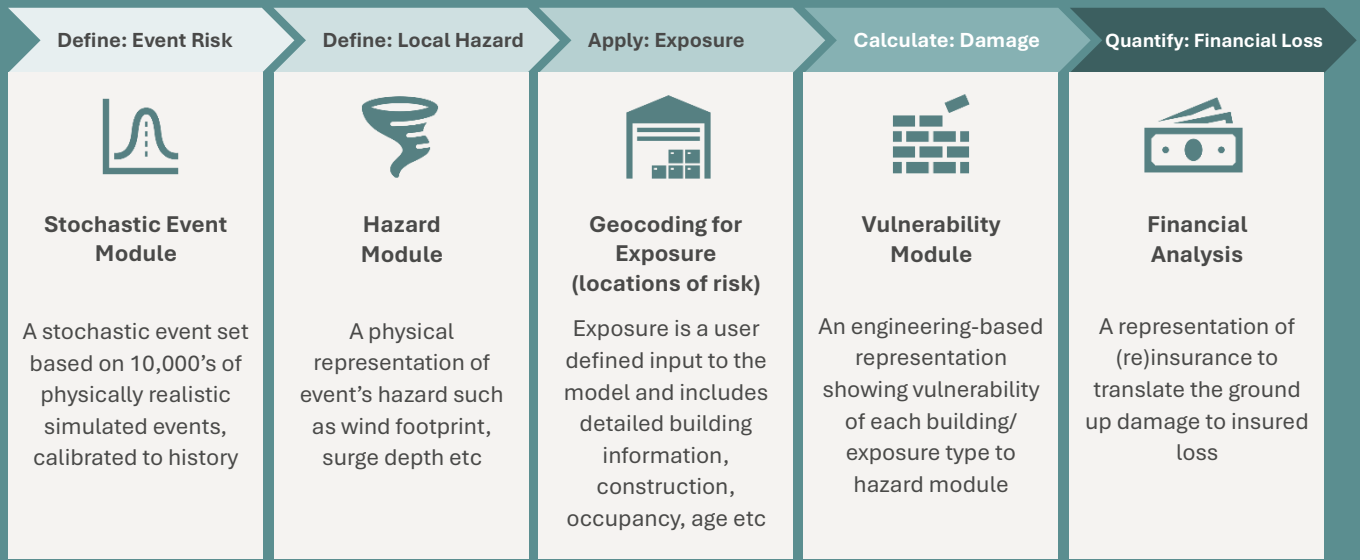 Define: Event Risk
Define: Local Hazard
Apply: Exposure
Calculate: Damage
Quantify: Financial Loss
Stochastic Event
Module
A stochastic event set
based on 10,000’s of
physically realistic
simulated events,
calibrated to history
Hazard
Module
A physical
representation of
event’s hazard such
as wind footprint,
surge depth etc
Geocoding for
Exposure
(locations of risk)
Exposure is a user
defined input to the
model and includes
detailed building
information,
construction,
occupancy, age etc
Vulnerability
Module
An engineering-based
representation
showing vulnerability
of each building/
exposure type to
hazard module
Financial
Analysis
A representation of
(re)insurance to
translate the ground
up damage to insured
loss